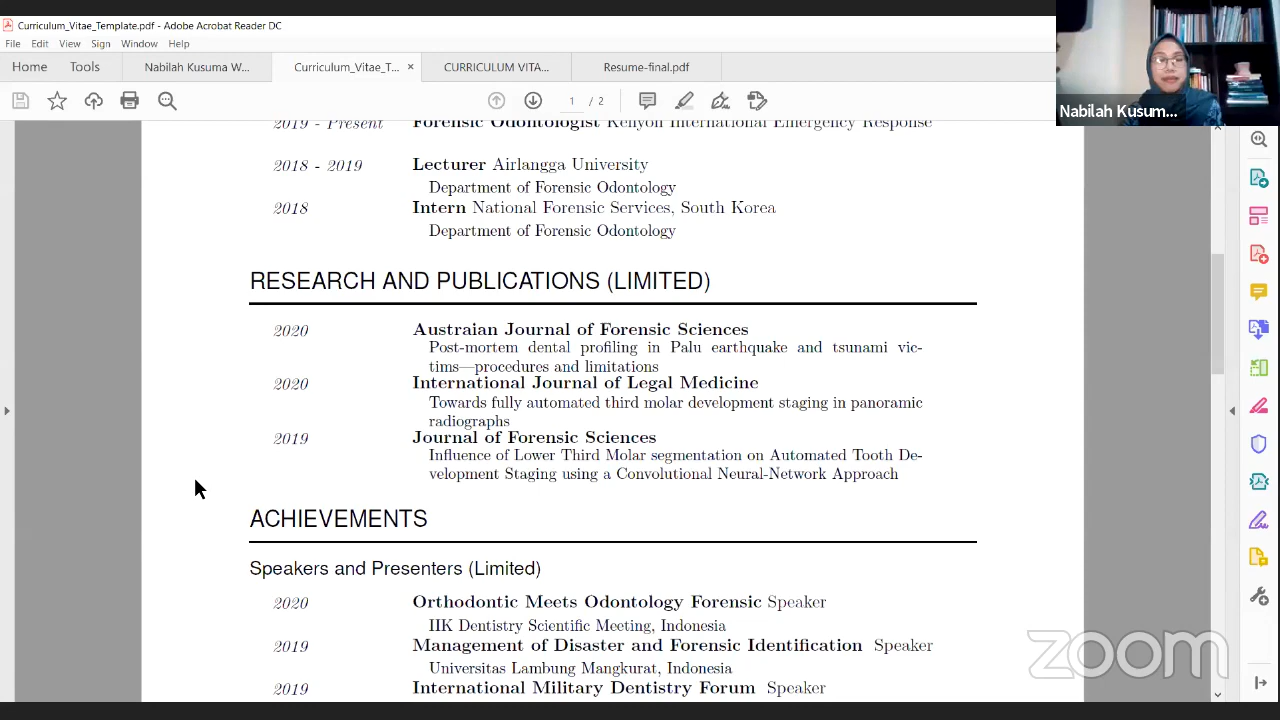 Curriculum_Vitae_Template.pdf - Adobe Acrobat Reader DC
File Edit View Sign Window Help
Home Tools Nabilah Kusuma W... Curriculum_Vitae_T... × CURRICULUM VITA... Resume-final.pdf
1 / 2
Nabilah Kusum...
2019 - Present Forensic Odontologist Kenyon International Emergency Response
2018 - 2019 Lecturer Airlangga University
Department of Forensic Odontology
2018 Intern National Forensic Services, South Korea
Department of Forensic Odontology
RESEARCH AND PUBLICATIONS (LIMITED)
2020 Austraian Journal of Forensic Sciences
Post-mortem dental profiling in Palu earthquake and tsunami vic-
tims—procedures and limitations
2020 International Journal of Legal Medicine
Towards fully automated third molar development staging in panoramic
radiographs
2019 Journal of Forensic Sciences
Influence of Lower Third Molar segmentation on Automated Tooth De-
velopment Staging using a Convolutional Neural-Network Approach
ACHIEVEMENTS
Speakers and Presenters (Limited)
2020 Orthodontic Meets Odontology Forensic Speaker
IIK Dentistry Scientific Meeting, Indonesia
2019 Management of Disaster and Forensic Identification Speaker
Universitas Lambung Mangkurat, Indonesia
2019 International Military Dentistry Forum Speaker
zoom